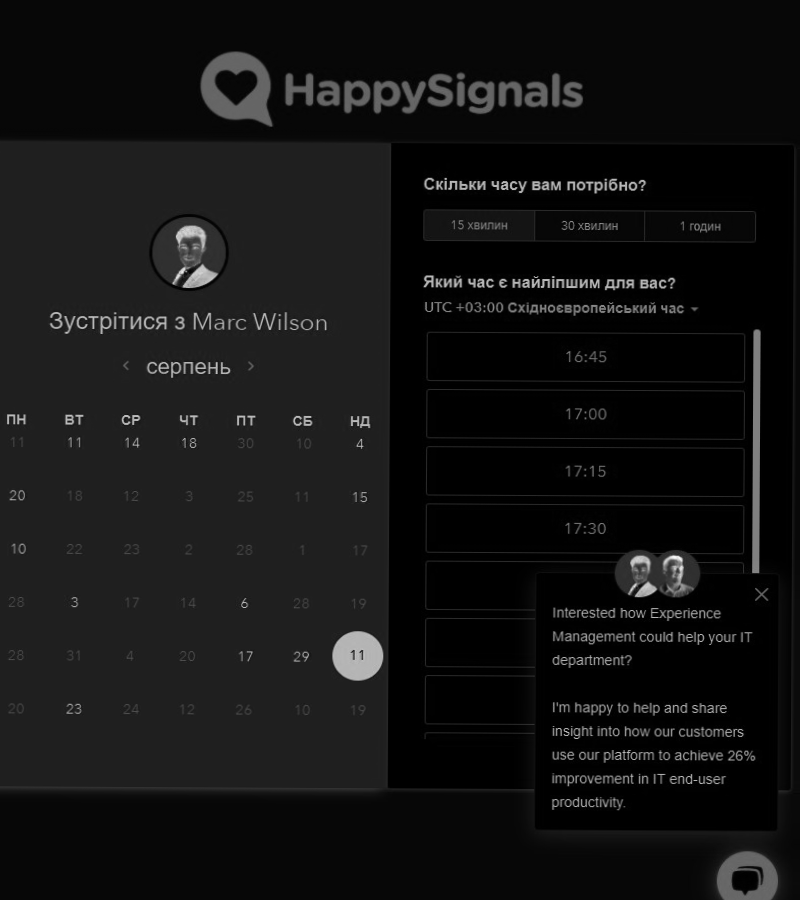 HappySignals
Зустрітися з Marc Wilson
серпень
ПН ВТ СР ЧТ ПТ СБ НД
11 11 14 18 30 10 4
20 18 12 3 25 11 15
10 22 23 2 28 1 17
28 3 17 14 6 28 19
28 31 4 20 17 29 11
20 23 24 12 26 10 19
Скільки часу вам потрібно?
15 хвилин 30 хвилин 1 годин
Який час є найліпшим для вас?
UTC +03:00 Східноєвропейський час
16:45
17:00
17:15
17:30
Interested how Experience
Management could help your IT
department?
I'm happy to help and share
insight into how our customers
use our platform to achieve 26%
improvement in IT end-user
productivity.